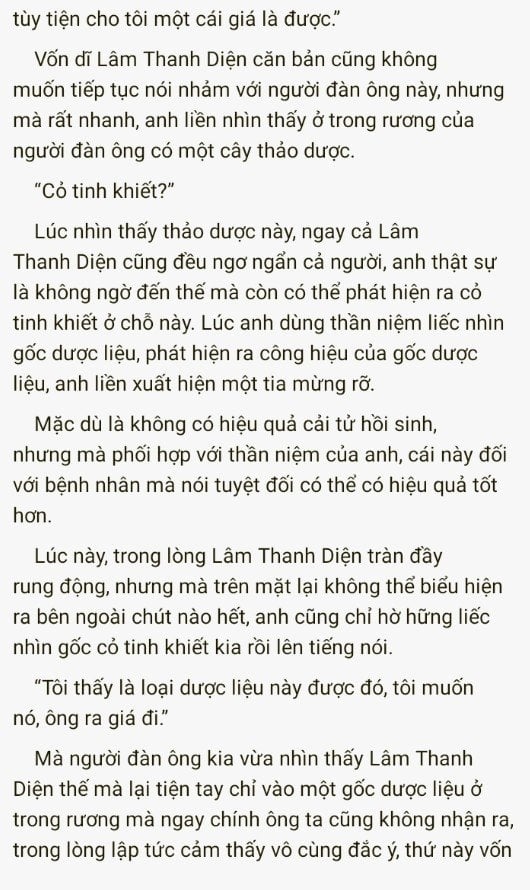 tùy tiện cho tôi một cái giá là được.”
Vốn dĩ Lâm Thanh Diện căn bản cũng không
muốn tiếp tục nói nhảm với người đàn ông này, nhưng
mà rất nhanh, anh liền nhìn thấy ở trong rương của
người đàn ông có một cây thảo dược.
“Cỏ tinh khiết?”
Lúc nhìn thấy thảo dược này, ngay cả Lâm
Thanh Diện cũng đều ngơ ngẩn cả người, anh thật sự
là không ngờ đến thế mà còn có thể phát hiện ra cỏ
tinh khiết ở chỗ này. Lúc anh dùng thần niệm liếc nhìn
gốc dược liệu, phát hiện ra công hiệu của gốc dược
liệu, anh liền xuất hiện một tia mừng rỡ.
Mặc dù là không có hiệu quả cải tử hồi sinh,
nhưng mà phối hợp với thần niệm của anh, cái này đối
với bệnh nhân mà nói tuyệt đối có thể có hiệu quả tốt
hơn.
Lúc này, trong lòng Lâm Thanh Diện tràn đầy
rung động, nhưng mà trên mặt lại không thể biểu hiện
ra bên ngoài chút nào hết, anh cũng chỉ hờ hững liếc
nhìn gốc cỏ tinh khiết kia rồi lên tiếng nói.
“Tôi thấy là loại dược liệu này được đó, tôi muốn
nó, ông ra giá đi.”
Mà người đàn ông kia vừa nhìn thấy Lâm Thanh
Diện thế mà lại tiện tay chỉ vào một gốc dược liệu ở
trong rương mà ngay chính ông ta cũng không nhận ra,
trong lòng lập tức cảm thấy vô cùng đắc ý, thứ này vốn